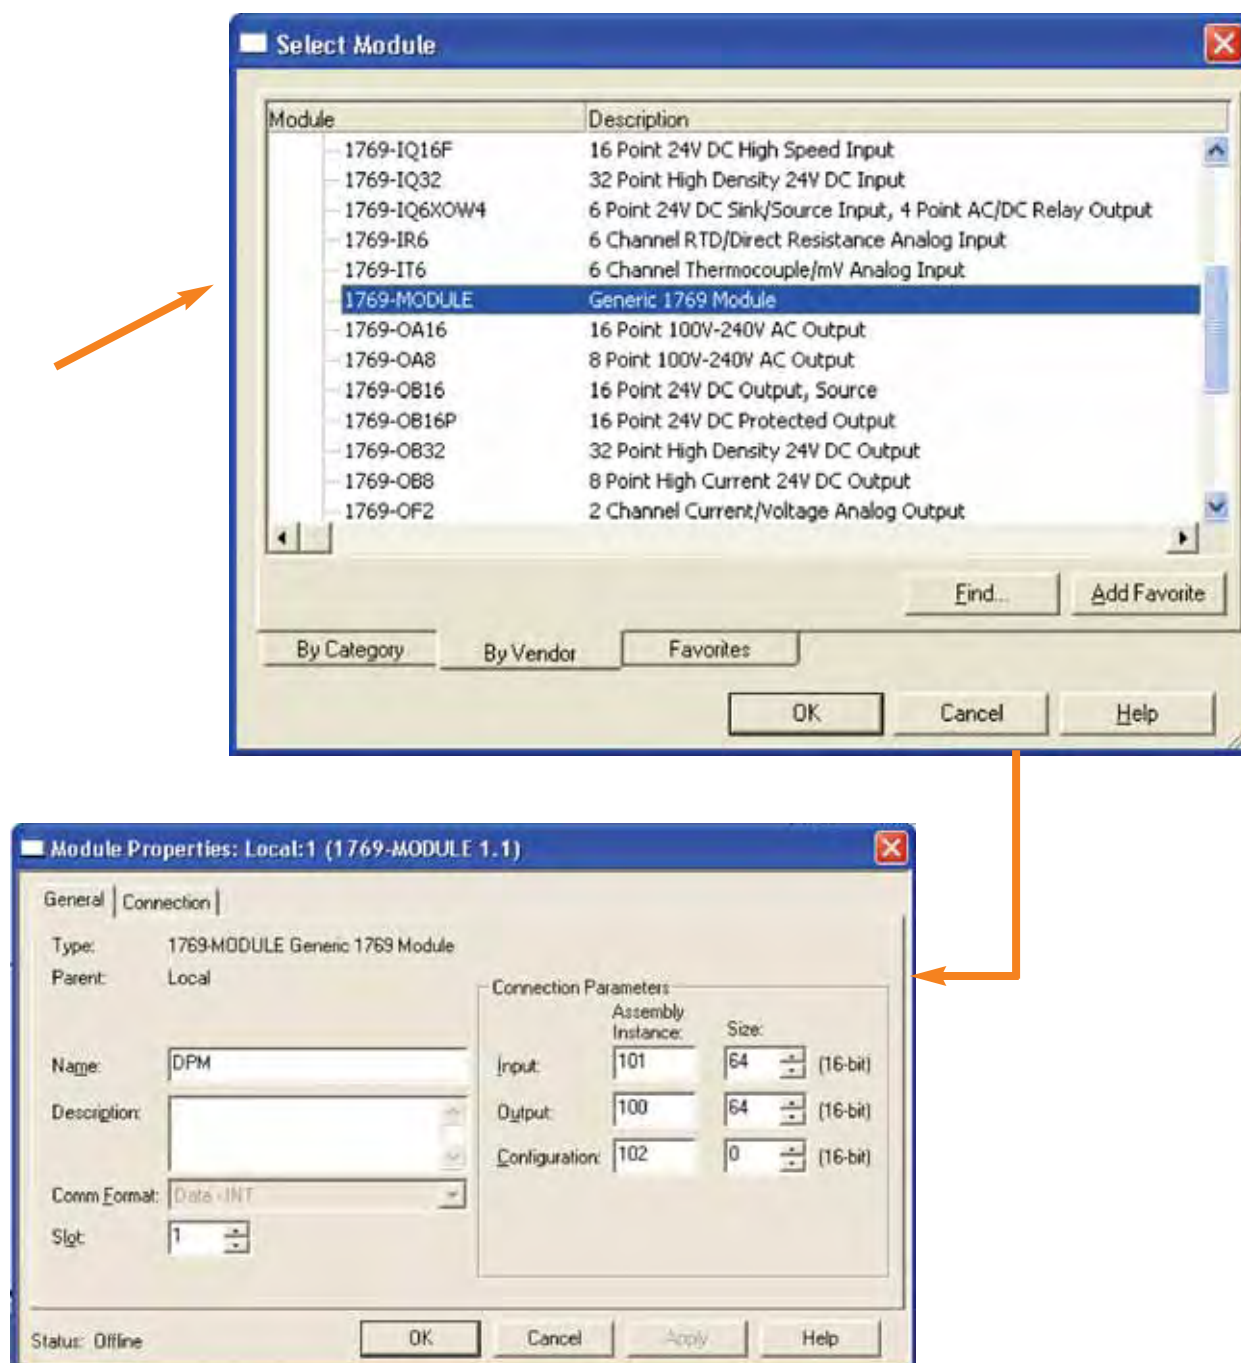 Select Module
Module Description
1769-IQ16F 16 Point 24V DC High Speed Input
1769-IQ32 32 Point High Density 24V DC Input
1769-IQ6XOW4 6 Point 24V DC Sink/Source Input, 4 Point AC/DC Relay Output
1769-IR6 6 Channel RTD/Direct Resistance Analog Input
1769-IT6 6 Channel Thermocouple/mV Analog Input
1769-MODULE Generic 1769 Module
1769-OA16 16 Point 100V-240V AC Output
1769-OA8 8 Point 100V-240V AC Output
1769-OB16 16 Point 24V DC Output, Source
1769-OB16P 16 Point 24V DC Protected Output
1769-OB32 32 Point High Density 24V DC Output
1769-OB8 8 Point High Current 24V DC Output
1769-OF2 2 Channel Current/Voltage Analog Output
Find... Add Favorite
By Category By Vendor Favorites
OK Cancel Help
Module Properties: Local:1 (1769-MODULE 1.1)
General Connection
Type: 1769-MODULE Generic 1769 Module
Parent: Local
Connection Parameters
Assembly
Instance: Size:
Name: DPM Input: 101 64 (16-bit)
Description: Output: 100 64 (16-bit)
Configuration: 102 0 (16-bit)
Comm Format: Data - INT
Slot: 1
Status: Offline OK Cancel Apply Help